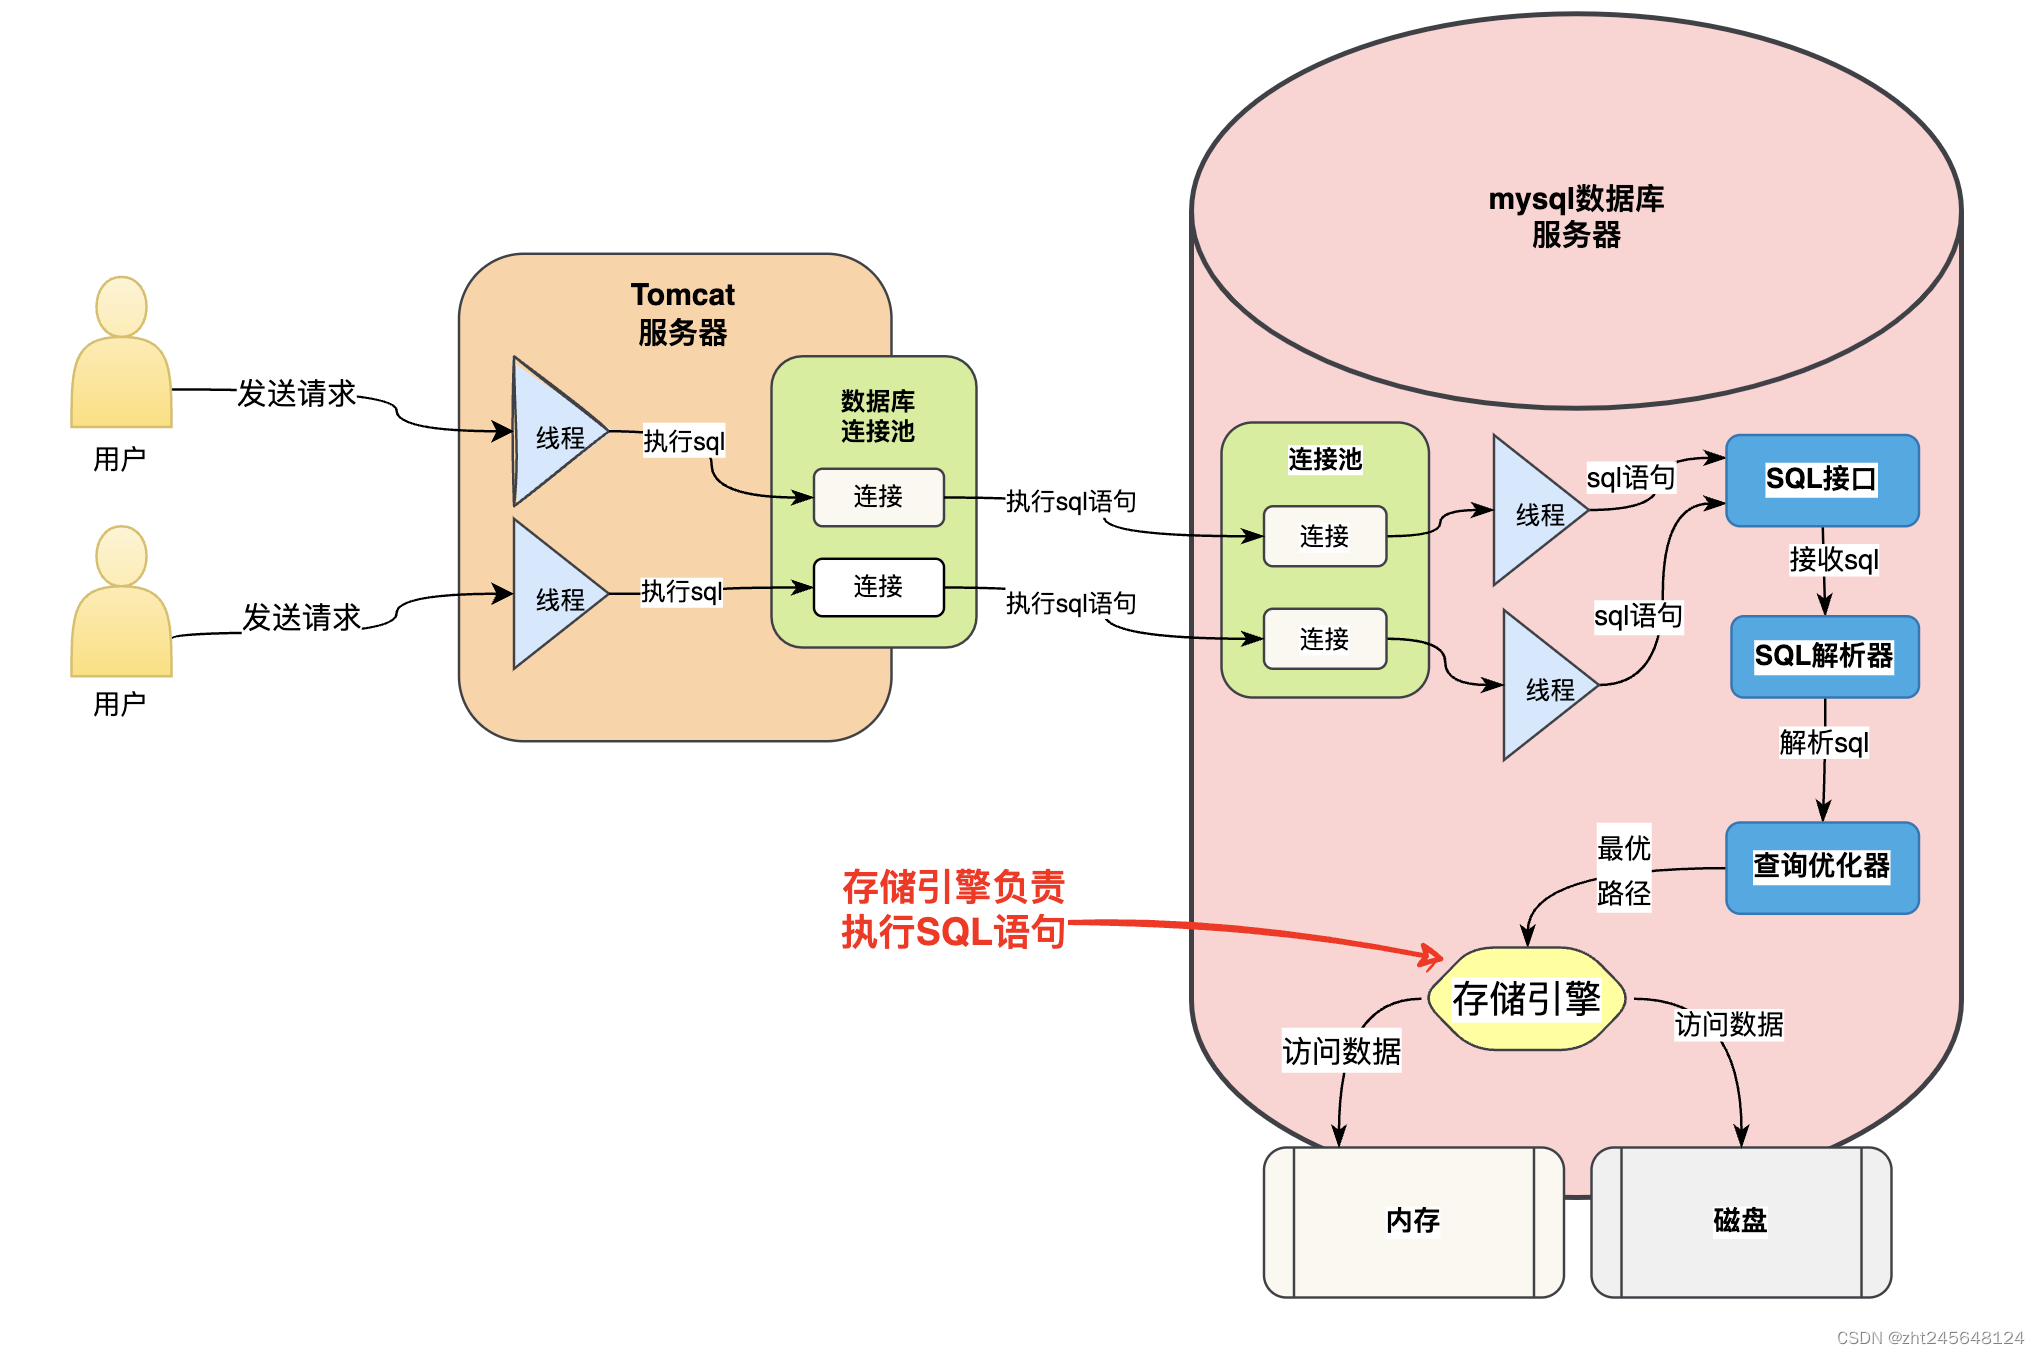 mysql数据库
服务器
Tomcat
服务器
发送请求
用户
线程
执行sql
数据库
连接池
连接
执行sql语句
发送请求
用户
线程
执行sql
连接
执行sql语句
连接池
连接
线程
sql语句
连接
线程
sql语句
SQL接口
接收sql
SQL解析器
解析sql
查询优化器
最优
路径
存储引擎负责
执行SQL语句
存储引擎
访问数据
访问数据
内存
磁盘
CSDN @zht245648124